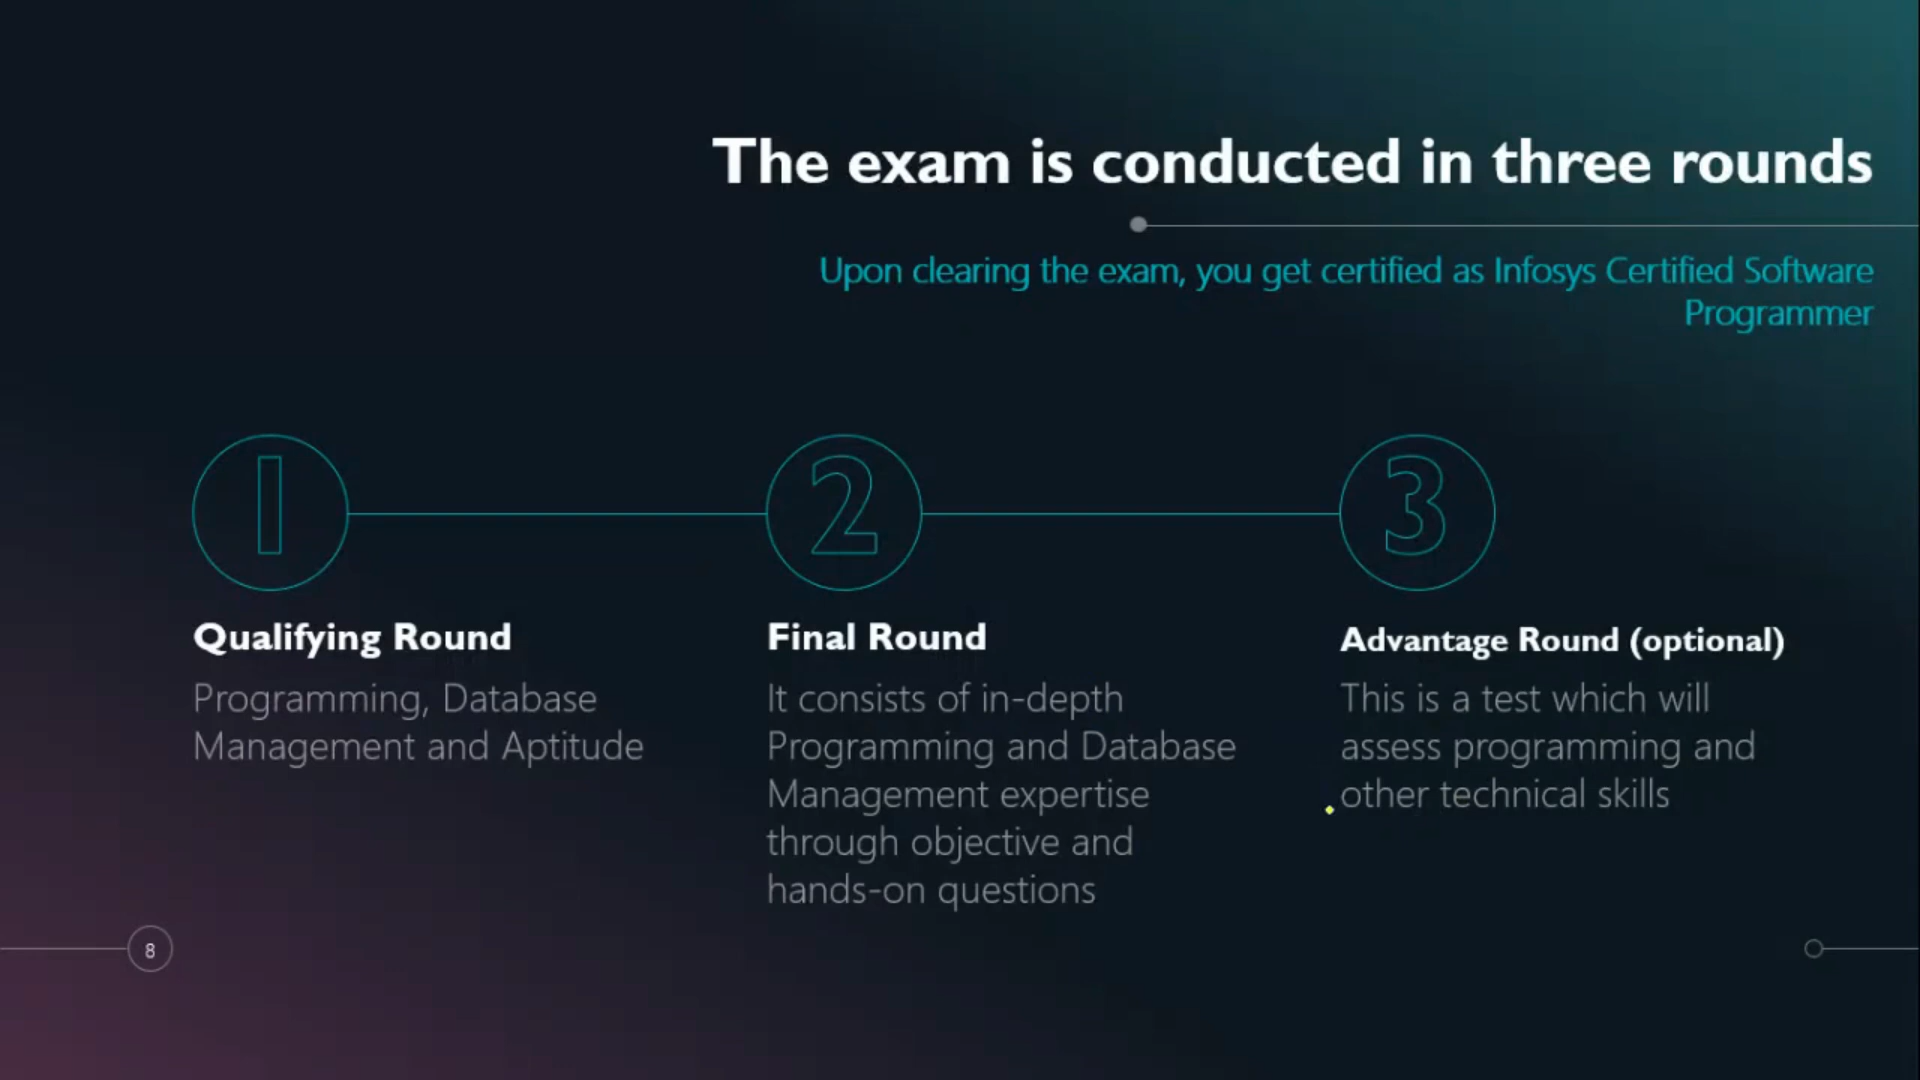 The exam is conducted in three rounds
Upon clearing the exam, you get certified as Infosys Certified Software
Programmer
1
2
3
Qualifying Round
Programming, Database
Management and Aptitude
Final Round
It consists of in-depth
Programming and Database
Management expertise
through objective and
hands-on questions
Advantage Round (optional)
This is a test which will
assess programming and
other technical skills
8